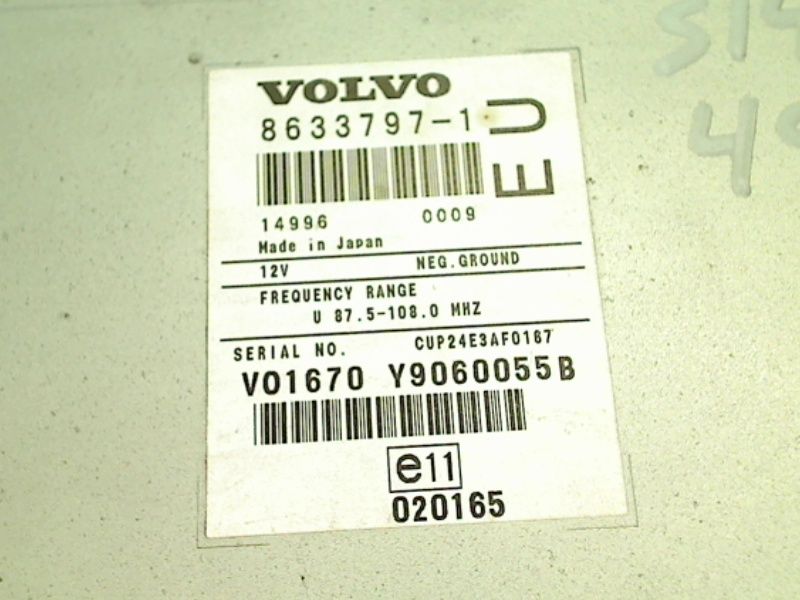 VOLVO
8633797-1
EU
14996 0009
Made in Japan
12V NEG.GROUND
FREQUENCY RANGE
U 87.5-108.0 MHZ
SERIAL NO. CUP24E3AF0167
VO1670 Y9060055B
e11
020165